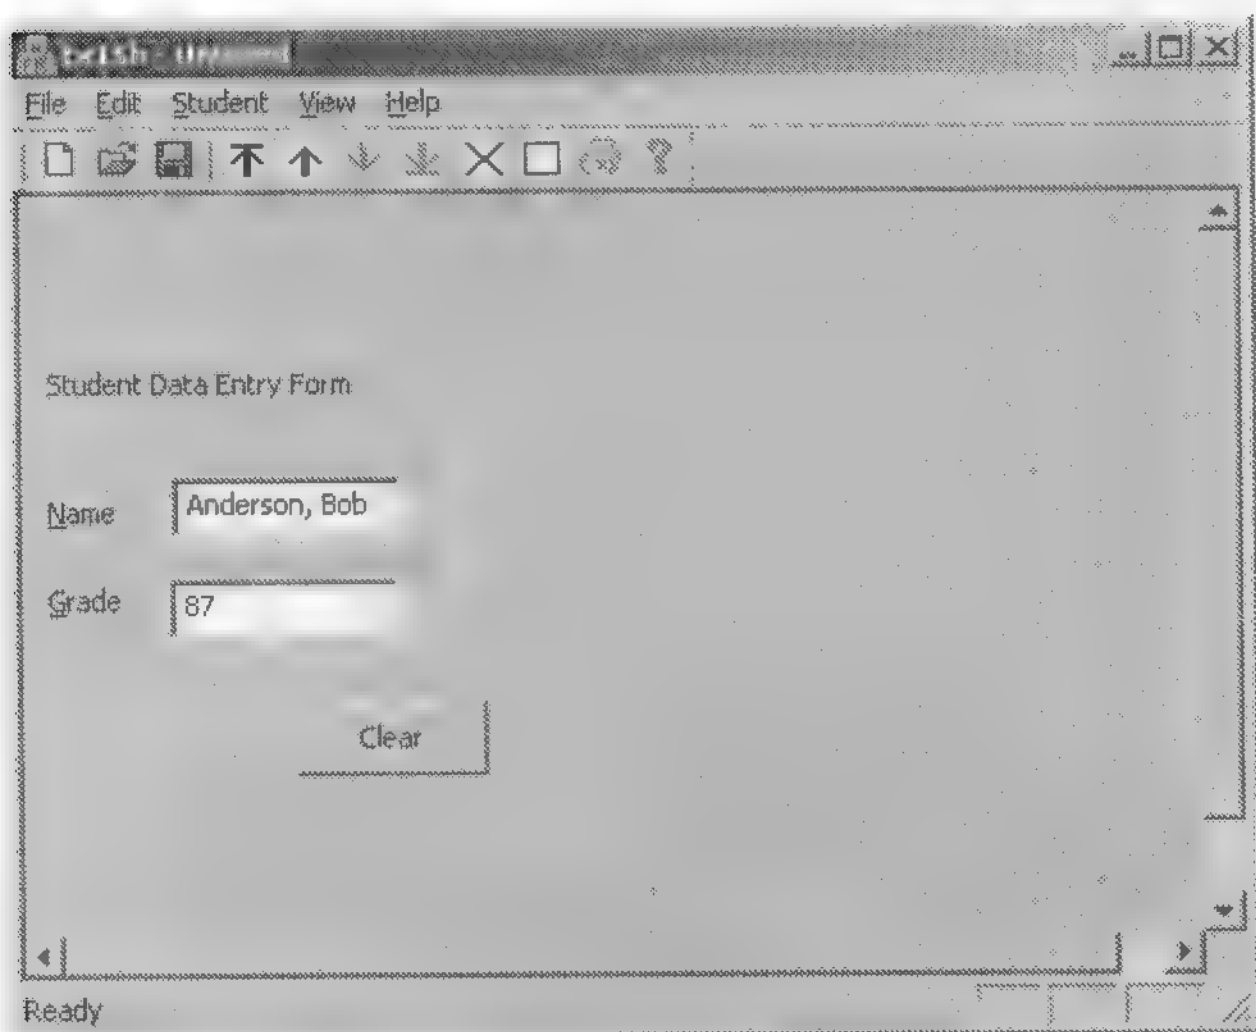 File Edit Student View Help
Student Data Entry Form
Name Anderson, Bob
Grade 87
Clear
Ready